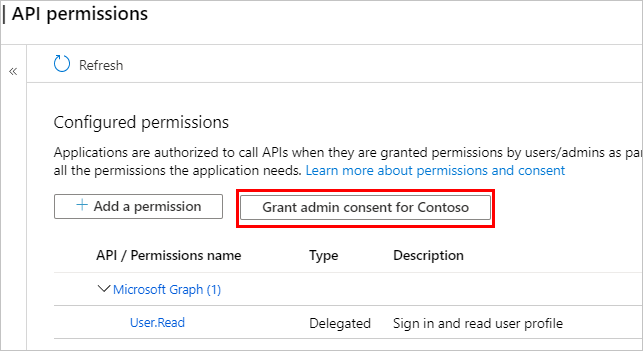 | API permissions
«
Refresh
Configured permissions
Applications are authorized to call APIs when they are granted permissions by users/admins as
all the permissions the application needs. Learn more about permissions and consent
+ Add a permission
Grant admin consent for Contoso
API / Permissions name Type Description
Microsoft Graph (1)
User.Read Delegated Sign in and read user profile